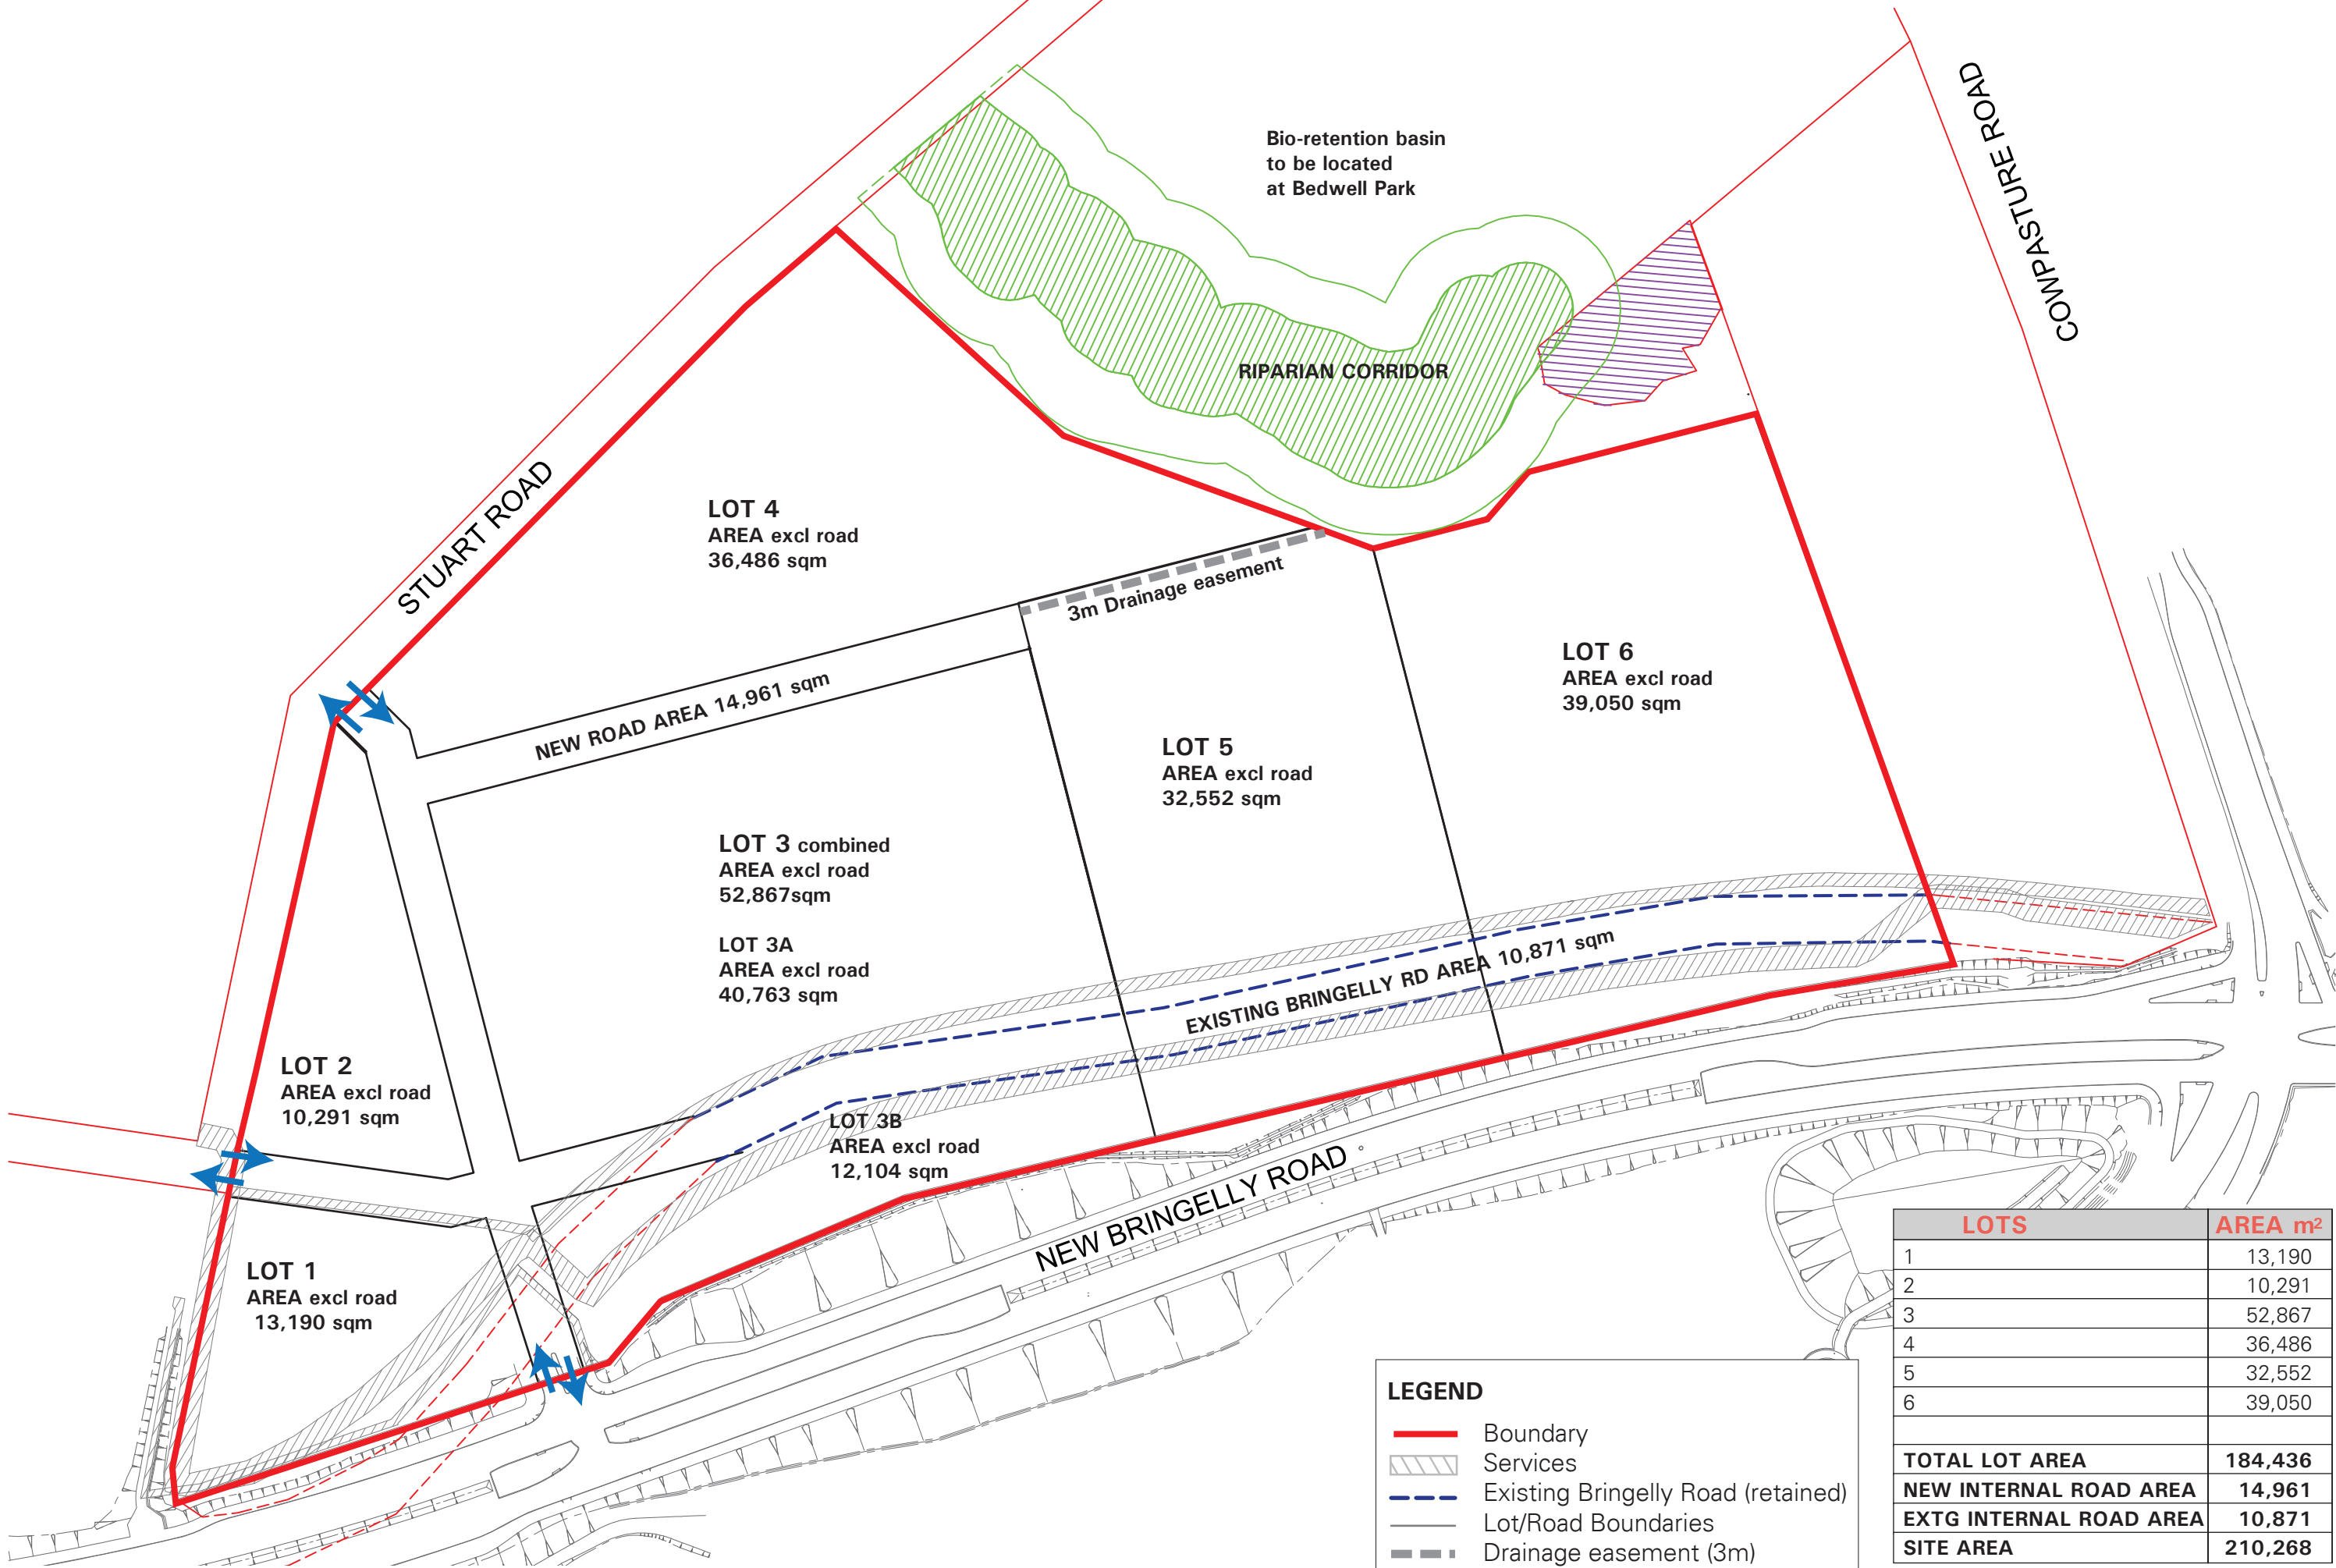 Bio-retention basin
to be located
at Bedwell Park
COWPASTURE ROAD
RIPARIAN CORRIDOR
STUART ROAD
LOT 4
AREA excl road
36,486 sqm
3m Drainage easement
LOT 6
AREA excl road
39,050 sqm
NEW ROAD AREA 14,961 sqm
LOT 5
AREA excl road
32,552 sqm
LOT 3 combined
AREA excl road
52,867sqm
LOT 3A
AREA excl road
40,763 sqm
EXISTING BRINGELLY RD AREA 10,871 sqm
LOT 2
AREA excl road
10,291 sqm
LOT 3B
AREA excl road
12,104 sqm
NEW BRINGELLY ROAD
LOT 1
AREA excl road
13,190 sqm
LEGEND
Boundary
Services
Existing Bringelly Road (retained)
Lot/Road Boundaries
Drainage easement (3m)
LOTS AREA m²
1 13,190
2 10,291
3 52,867
4 36,486
5 32,552
6 39,050
TOTAL LOT AREA 184,436
NEW INTERNAL ROAD AREA 14,961
EXTG INTERNAL ROAD AREA 10,871
SITE AREA 210,268